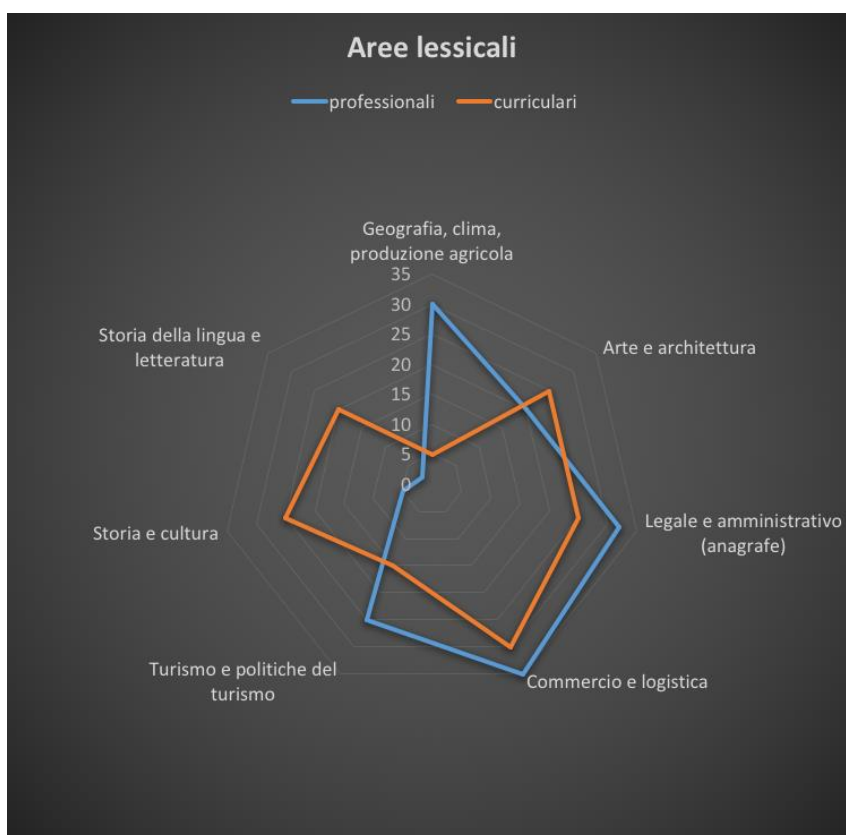 Aree lessicali
professionali curriculari
Geografia, clima,
produzione agricola
35
30
25
20
15
10
5
0
Arte e architettura
Legale e amministrativo
(anagrafe)
Commercio e logistica
Turismo e politiche del
turismo
Storia e cultura
Storia della lingua e
letteratura